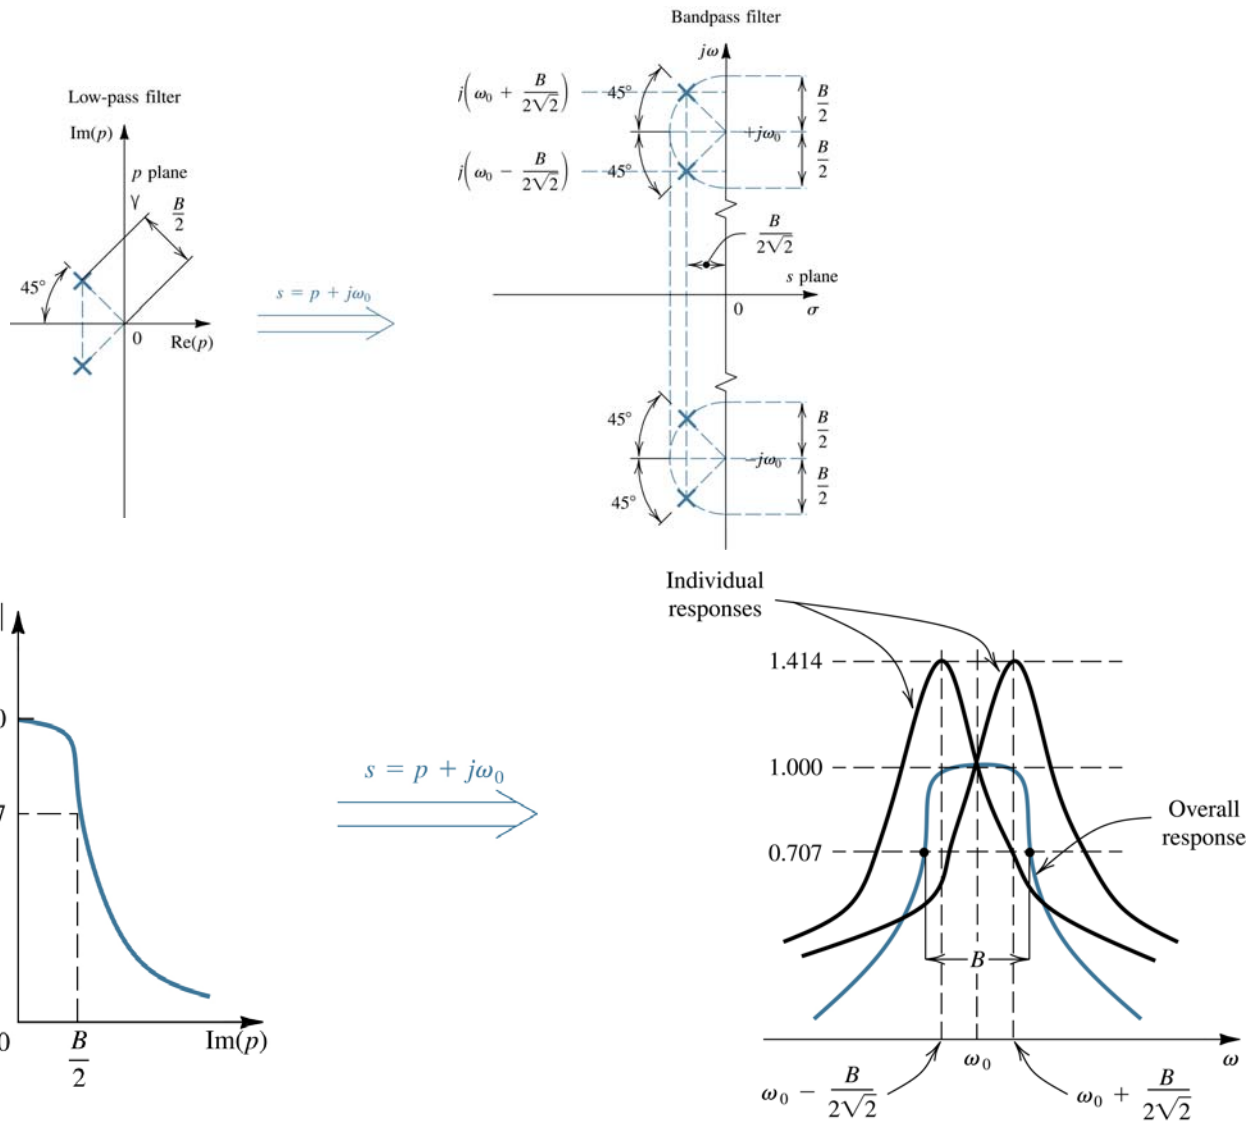 Bandpass filter
jω
j(ω₀ + B/2√2)
45°
B/2
+jω₀
j(ω₀ − B/2√2)
45°
B/2
B/2√2
s plane
0
σ
45°
B/2
−jω₀
45°
B/2
Low-pass filter
Im(p)
p plane
B/2
45°
0
Re(p)
s = p + jω₀
|
0
7
0
B/2
Im(p)
s = p + jω₀
Individual
responses
1.414
1.000
0.707
Overall
response
B
ω₀
ω
ω₀ − B/2√2
ω₀ + B/2√2